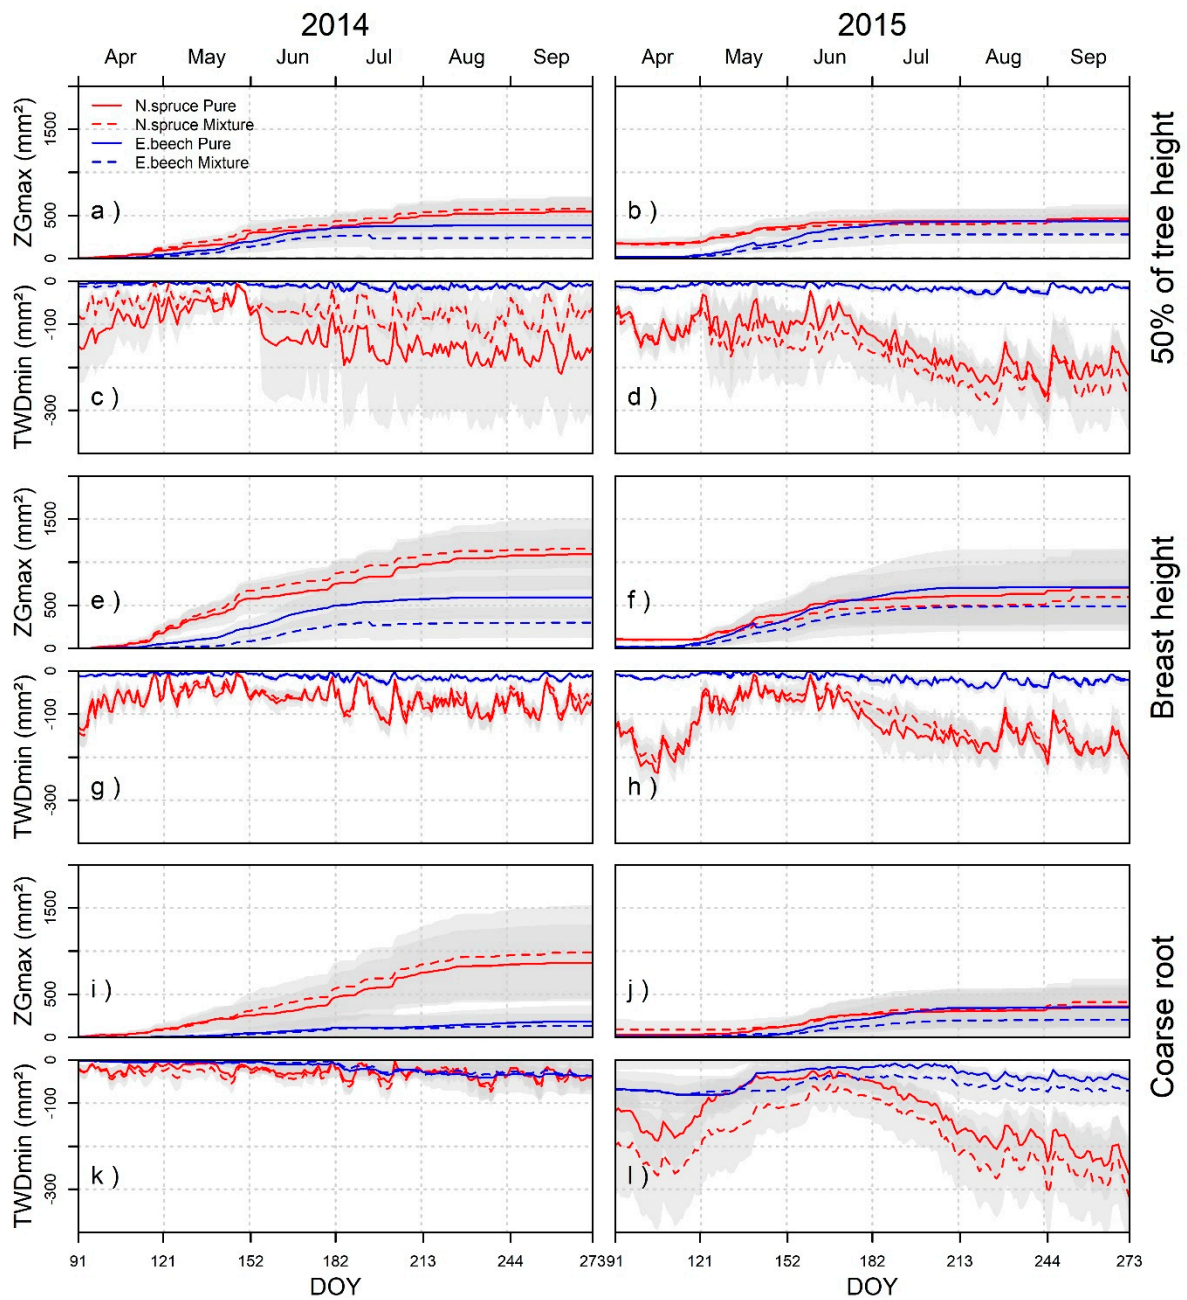 2014 2015
Apr May Jun Jul Aug Sep Apr May Jun Jul Aug Sep
N.spruce Pure
N.spruce Mixture
E.beech Pure
E.beech Mixture
ZGmax (mm²)
1500
500
0
a )
b )
50% of tree height
TWDmin (mm²)
0
-100
-300
c )
d )
ZGmax (mm²)
1500
500
0
e )
f )
Breast height
TWDmin (mm²)
0
-100
-300
g )
h )
ZGmax (mm²)
1500
500
0
i )
j )
Coarse root
TWDmin (mm²)
0
-100
-300
k )
l )
91 121 152 182 213 244 273 91 121 152 182 213 244 273
DOY DOY